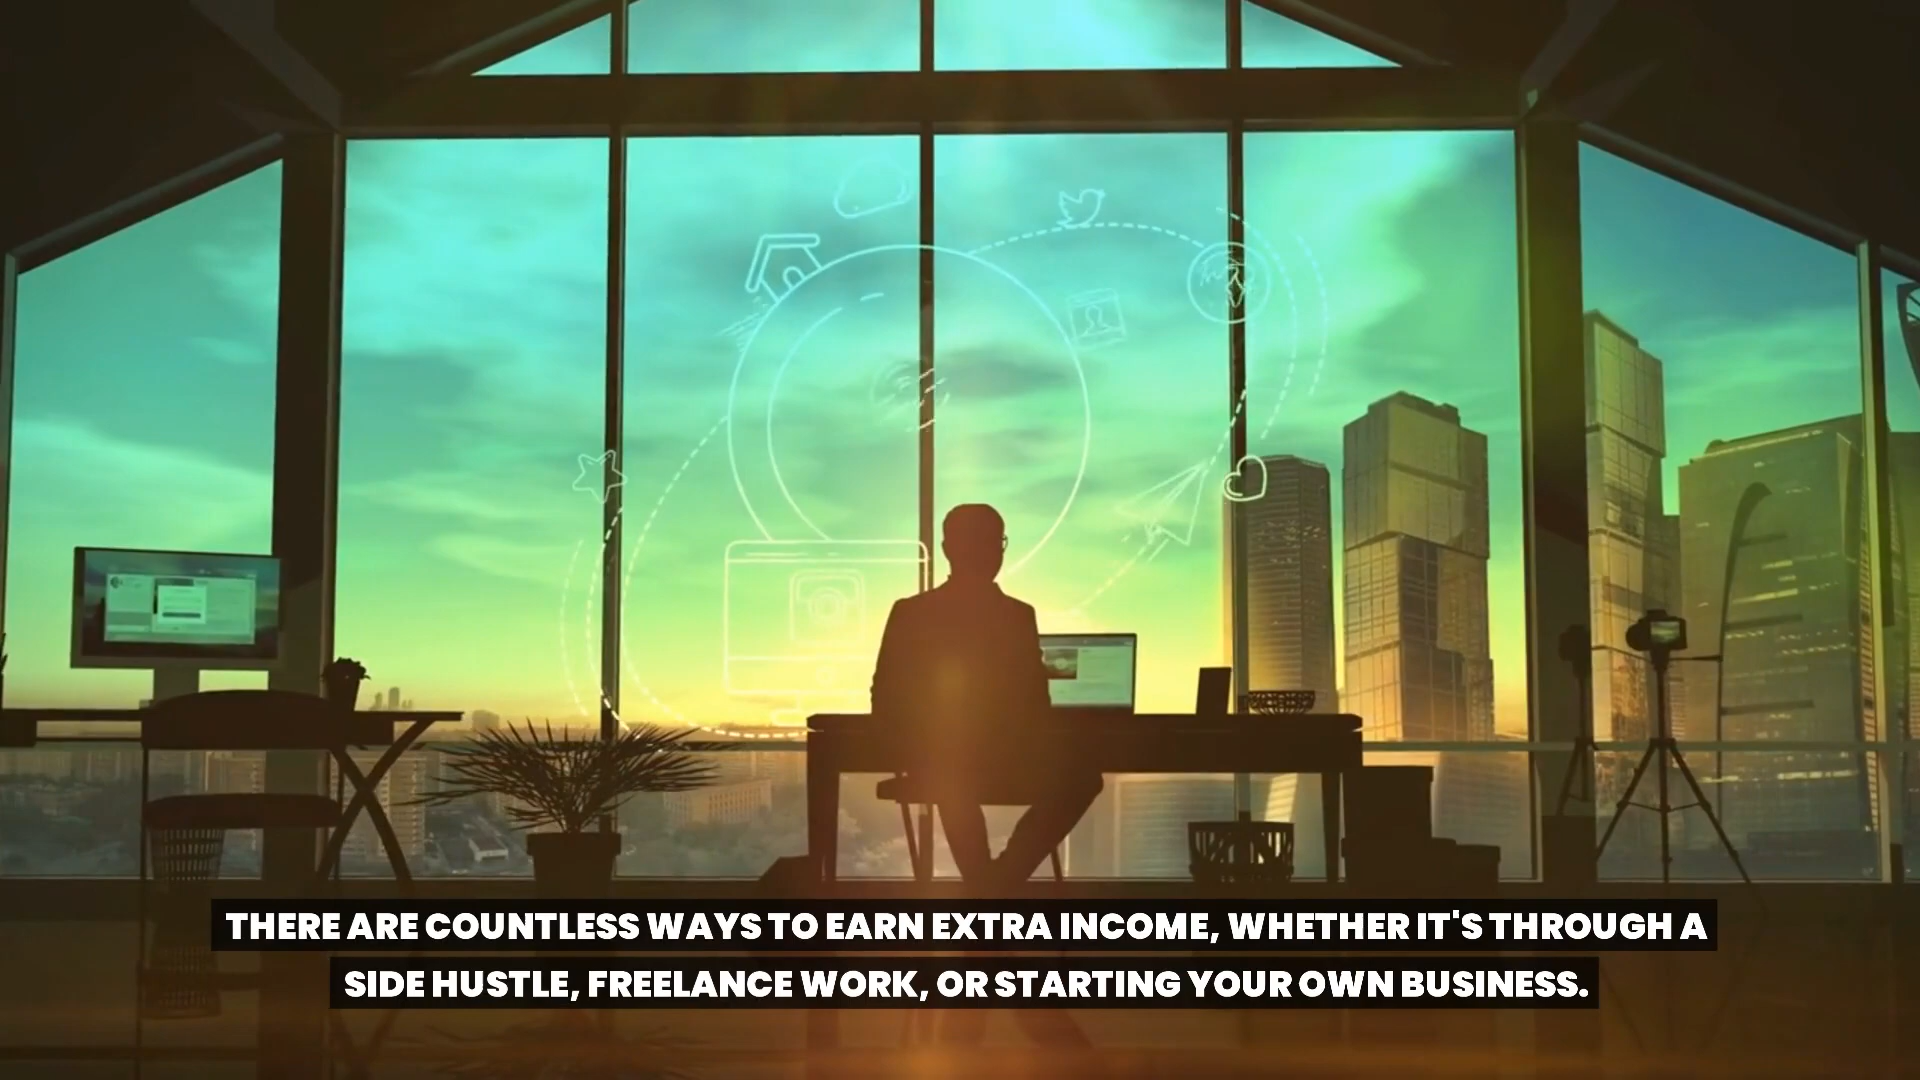 THERE ARE COUNTLESS WAYS TO EARN EXTRA INCOME, WHETHER IT'S THROUGH A
SIDE HUSTLE, FREELANCE WORK, OR STARTING YOUR OWN BUSINESS.